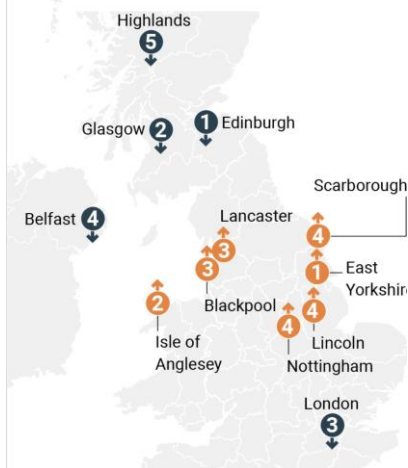 Highlands
5
Glasgow 2
1 Edinburgh
Scarborough
4
Belfast 4
Lancaster
3
3
1
East
Yorkshire
Blackpool
2
4
4
Isle of
Anglesey
Lincoln
Nottingham
London
3